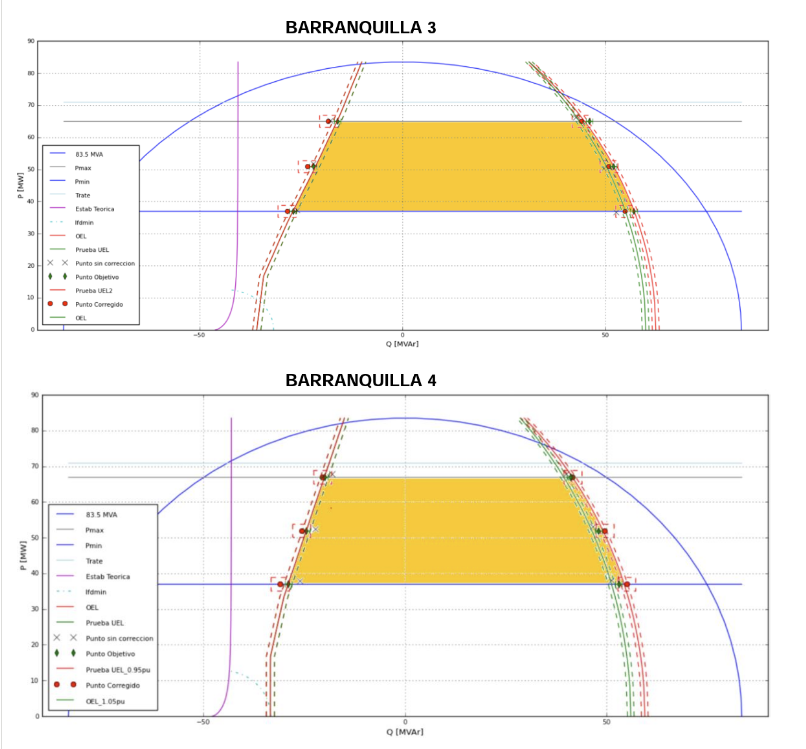 BARRANQUILLA 3
90
80
70
60
50
40
30
20
10
0
P [MW]
83.5 MVA
Pmax
Pmin
Trate
Estab Teorica
Ifdmin
OEL
Prueba UEL
Punto sin correccion
Punto Objetivo
Prueba UEL2
Punto Corregido
OEL
−50 0 50
Q [MVAr]
BARRANQUILLA 4
90
80
70
60
50
40
30
20
10
0
P [MW]
83.5 MVA
Pmax
Pmin
Trate
Estab Teorica
Ifdmin
OEL
Prueba UEL
Punto sin correccion
Punto Objetivo
Prueba UEL_0.95pu
Punto Corregido
OEL_1.05pu
−50 0 50
Q [MVAr]